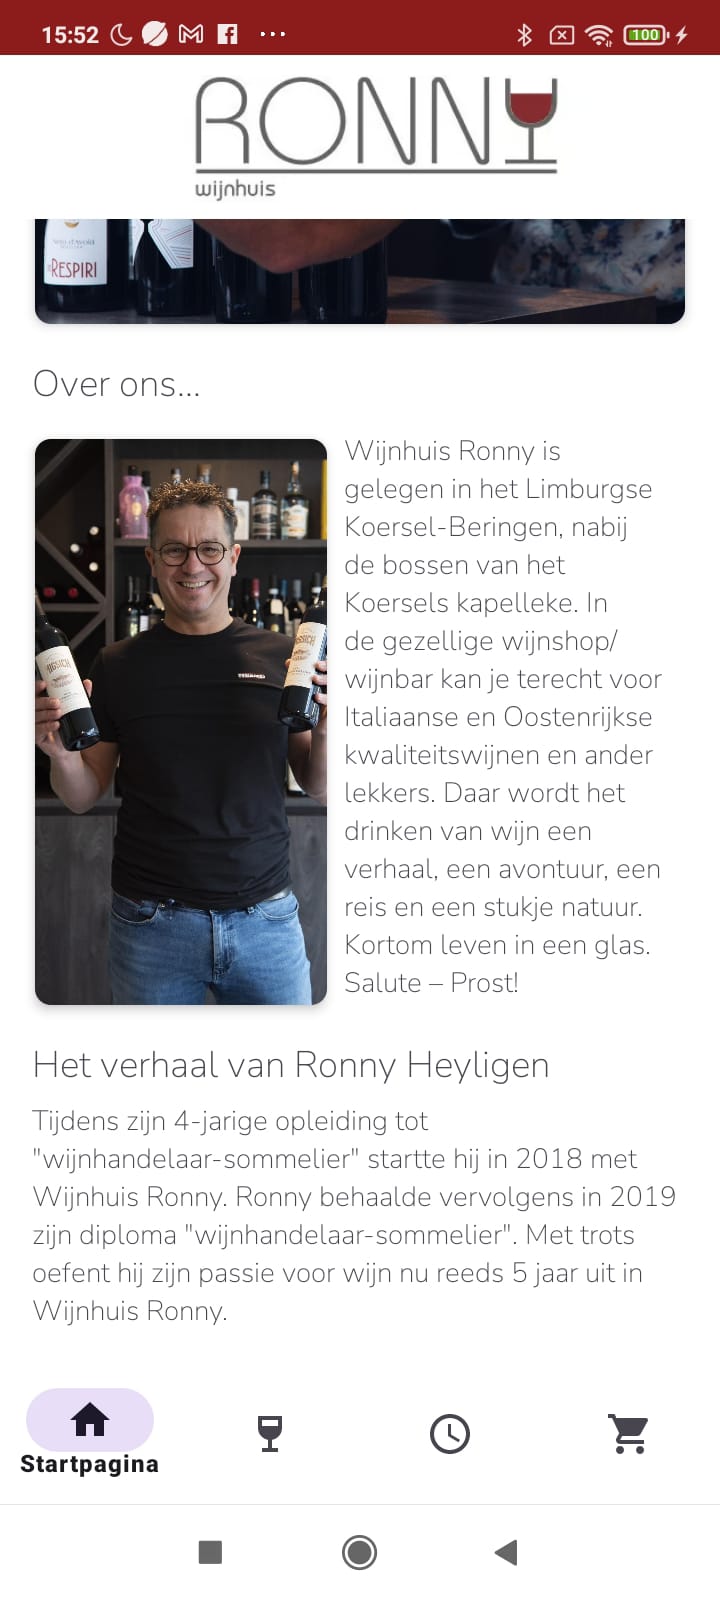 15:52
100
RONNY
wijnhuis
RESPIRI
Over ons...
Wijnhuis Ronny is
gelegen in het Limburgse
Koersel-Beringen, nabij
de bossen van het
Koersels kapelleke. In
de gezellige wijnshop/
wijnbar kan je terecht voor
Italiaanse en Oostenrijkse
kwaliteitswijnen en ander
lekkers. Daar wordt het
drinken van wijn een
verhaal, een avontuur, een
reis en een stukje natuur.
Kortom leven in een glas.
Salute – Prost!
Het verhaal van Ronny Heyligen
Tijdens zijn 4-jarige opleiding tot
"wijnhandelaar-sommelier" startte hij in 2018 met
Wijnhuis Ronny. Ronny behaalde vervolgens in 2019
zijn diploma "wijnhandelaar-sommelier". Met trots
oefent hij zijn passie voor wijn nu reeds 5 jaar uit in
Wijnhuis Ronny.
Startpagina